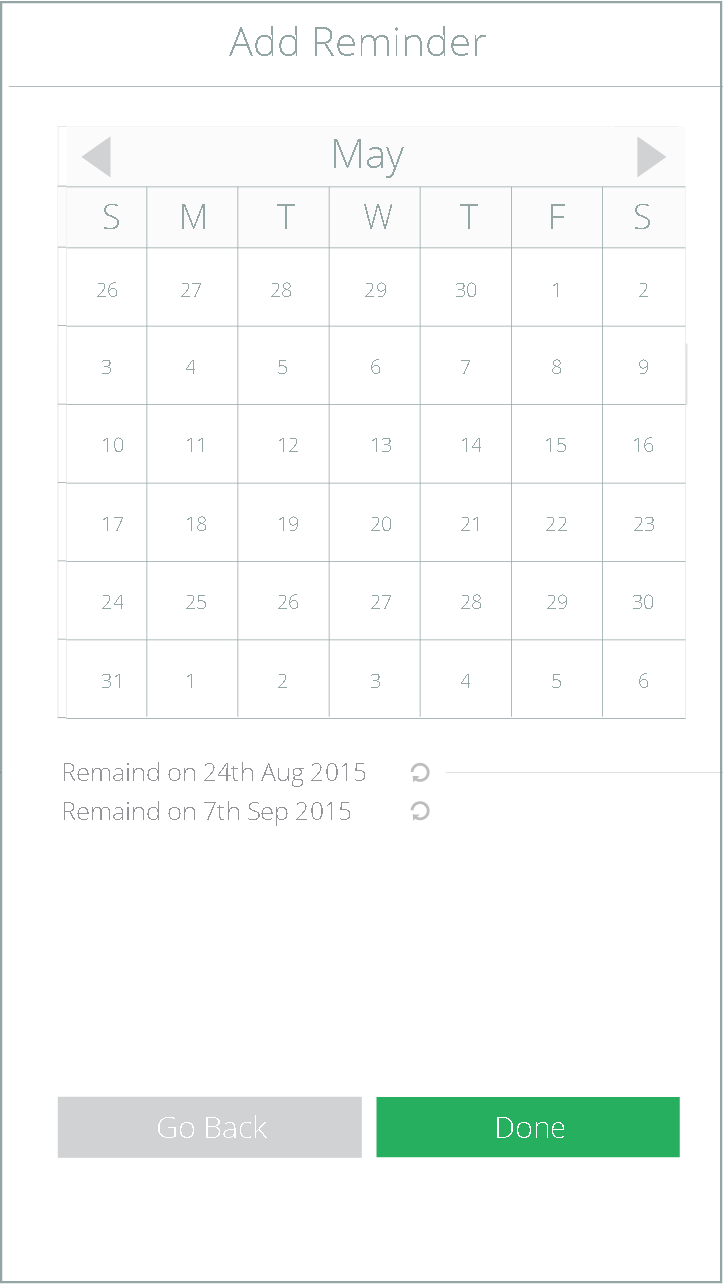 Add Reminder
May
S M T W T F S
26 27 28 29 30 1 2
3 4 5 6 7 8 9
10 11 12 13 14 15 16
17 18 19 20 21 22 23
24 25 26 27 28 29 30
31 1 2 3 4 5 6
Remaind on 24th Aug 2015
Remaind on 7th Sep 2015
Go Back Done